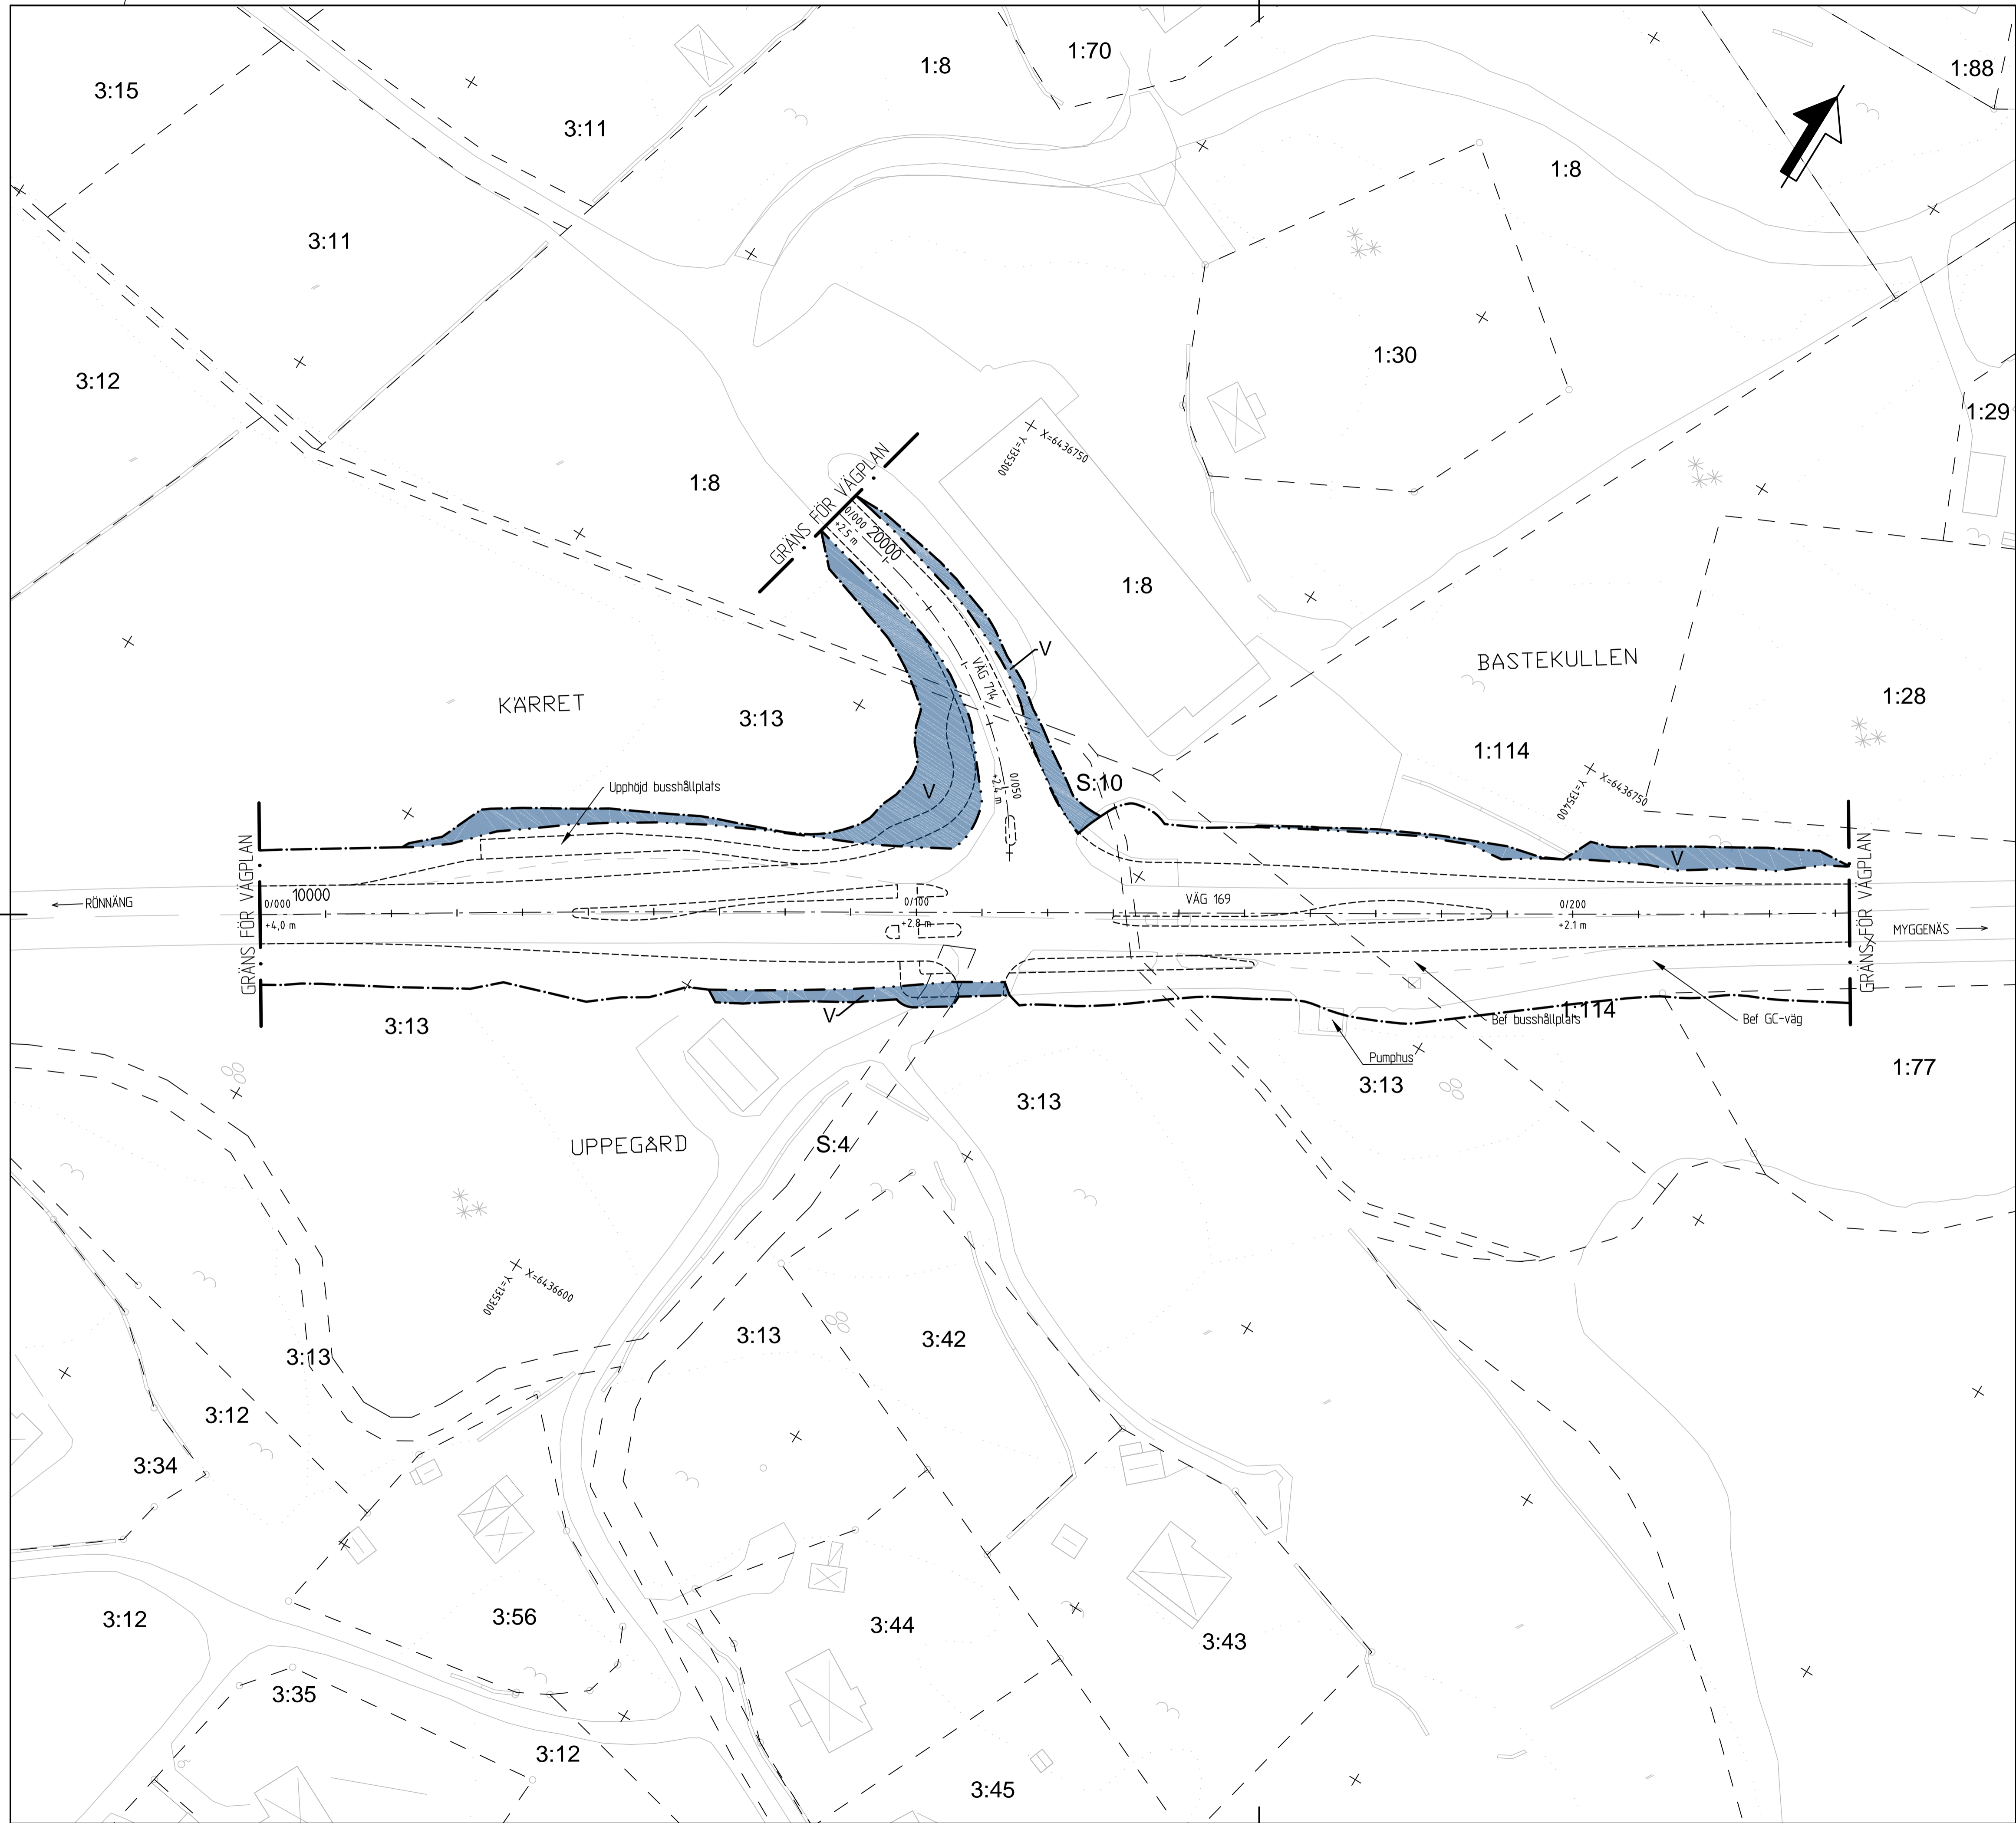 1:70
1:8
1:88
3:15
3:11
1:8
3:11
1:30
3:12
1:29
X=6436750
Y=135300
GRÄNS FÖR VÄGPLAN
1:8
0/000
+2.5 m
20000
1:8
V
BASTEKULLEN
VÄG 714
1:28
KÄRRET
3:13
1:114
X=6436750
Y=135400
S:10
0/050
+2.4 m
Upphöjd busshållplats
V
V
GRÄNS FÖR VÄGPLAN
GRÄNS FÖR VÄGPLAN
RÖNNÄNG
0/000
10000
+4,0 m
0/100
+2.8 m
VÄG 169
0/200
+2.1 m
MYGGENÄS
V
3:13
Bef busshållplats
1:114
Bef GC-väg
Pumphus
3:13
1:77
3:13
UPPEGÅRD
S:4
X=6436600
Y=135300
3:13
3:42
3:13
3:12
3:34
3:12
3:56
3:44
3:43
3:35
3:12
3:45